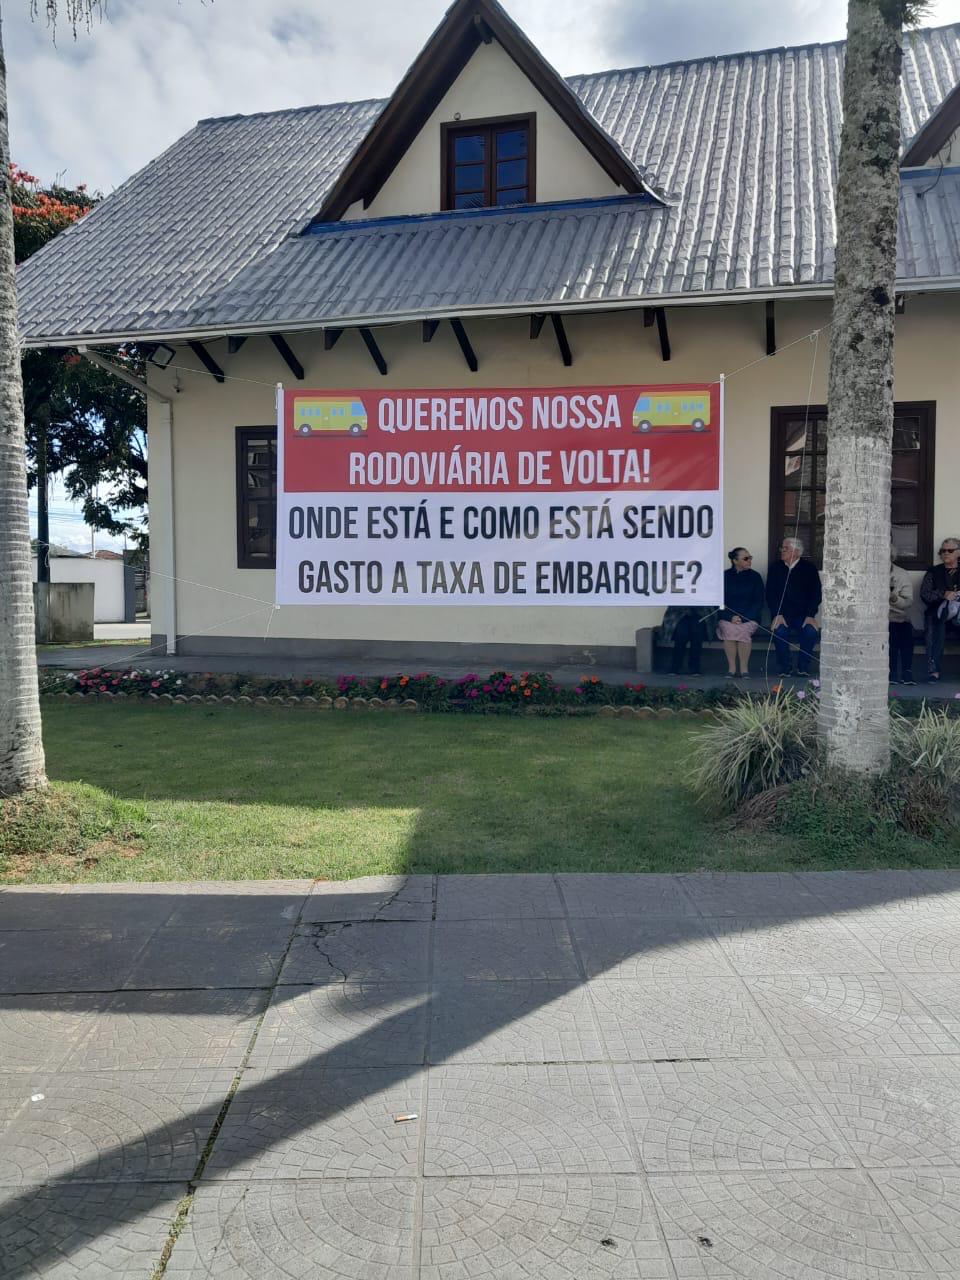 QUEREMOS NOSSA
RODOVIÁRIA DE VOLTA!
ONDE ESTÁ E COMO ESTÁ SENDO
GASTO A TAXA DE EMBARQUE?